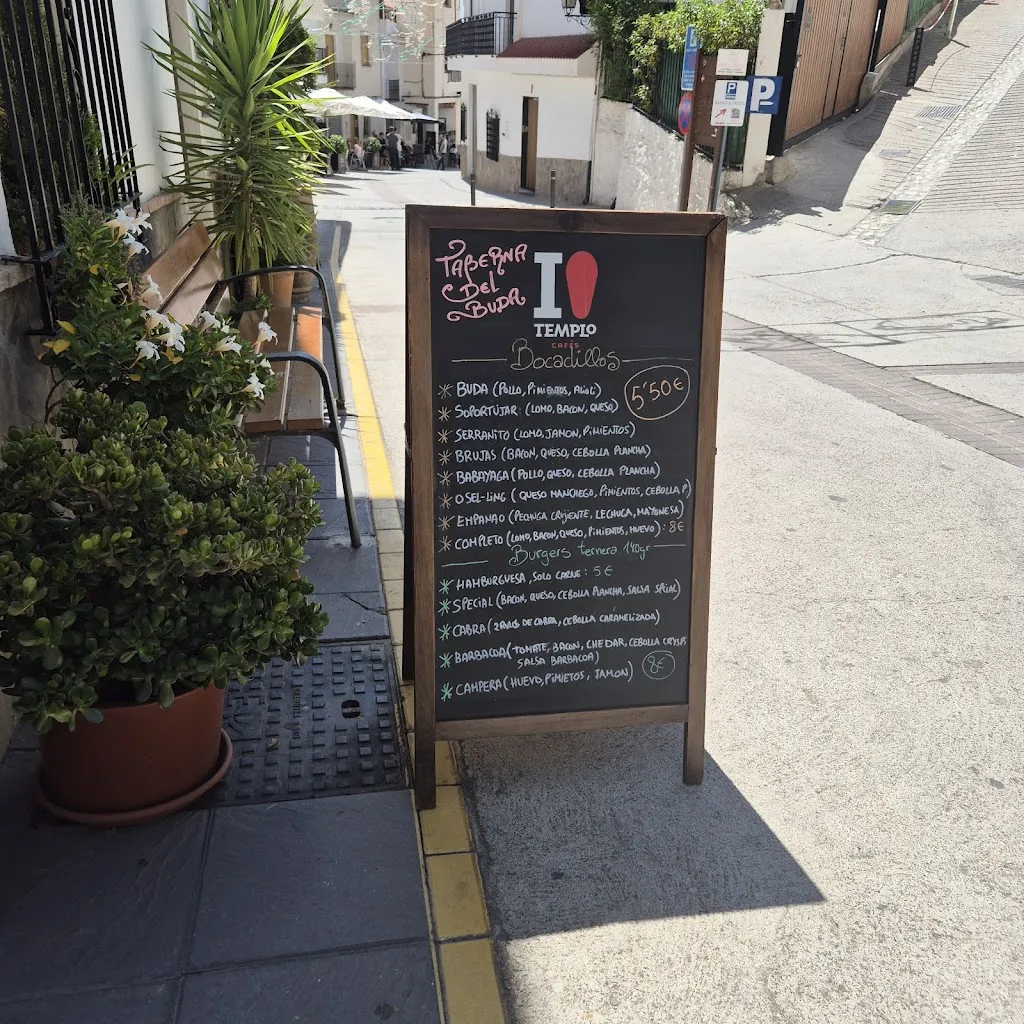 TABERNA
DEL
BUDA
I
TEMPLO
CAFÉS
Bocadillos
BUDA (POLLO, PIMIENTOS, ALIOLI)
5'50€
SOPORTUJAR (LOMO, BACON, QUESO)
SERRANITO (LOMO, JAMON, PIMIENTOS)
BRUJAS (BACON, QUESO, CEBOLLA PLANCHA)
BABAYAGA (POLLO, QUESO, CEBOLLA PLANCHA)
OSEL-LING (QUESO MANCHEGO, PIMIENTOS, CEBOLLA P)
EMPANAO (PECHUGA CRUJIENTE, LECHUGA, MAYONESA)
COMPLETO (LOMO, BACON, QUESO, PIMIENTOS, HUEVO): 8€
Burgers ternera 140gr
HAMBURGUESA, SOLO CARNE: 5€
SPECIAL (BACON, QUESO, CEBOLLA PLANCHA, SALSA SPECIAL)
CABRA (2 RULOS DE CABRA, CEBOLLA CARAMELIZADA)
BARBACOA (TOMATE, BACON, CHEDAR, CEBOLLA CRYSPS
SALSA BARBACOA)
8€
CAMPERA (HUEVO, PIMIETOS, JAMON)
P
P